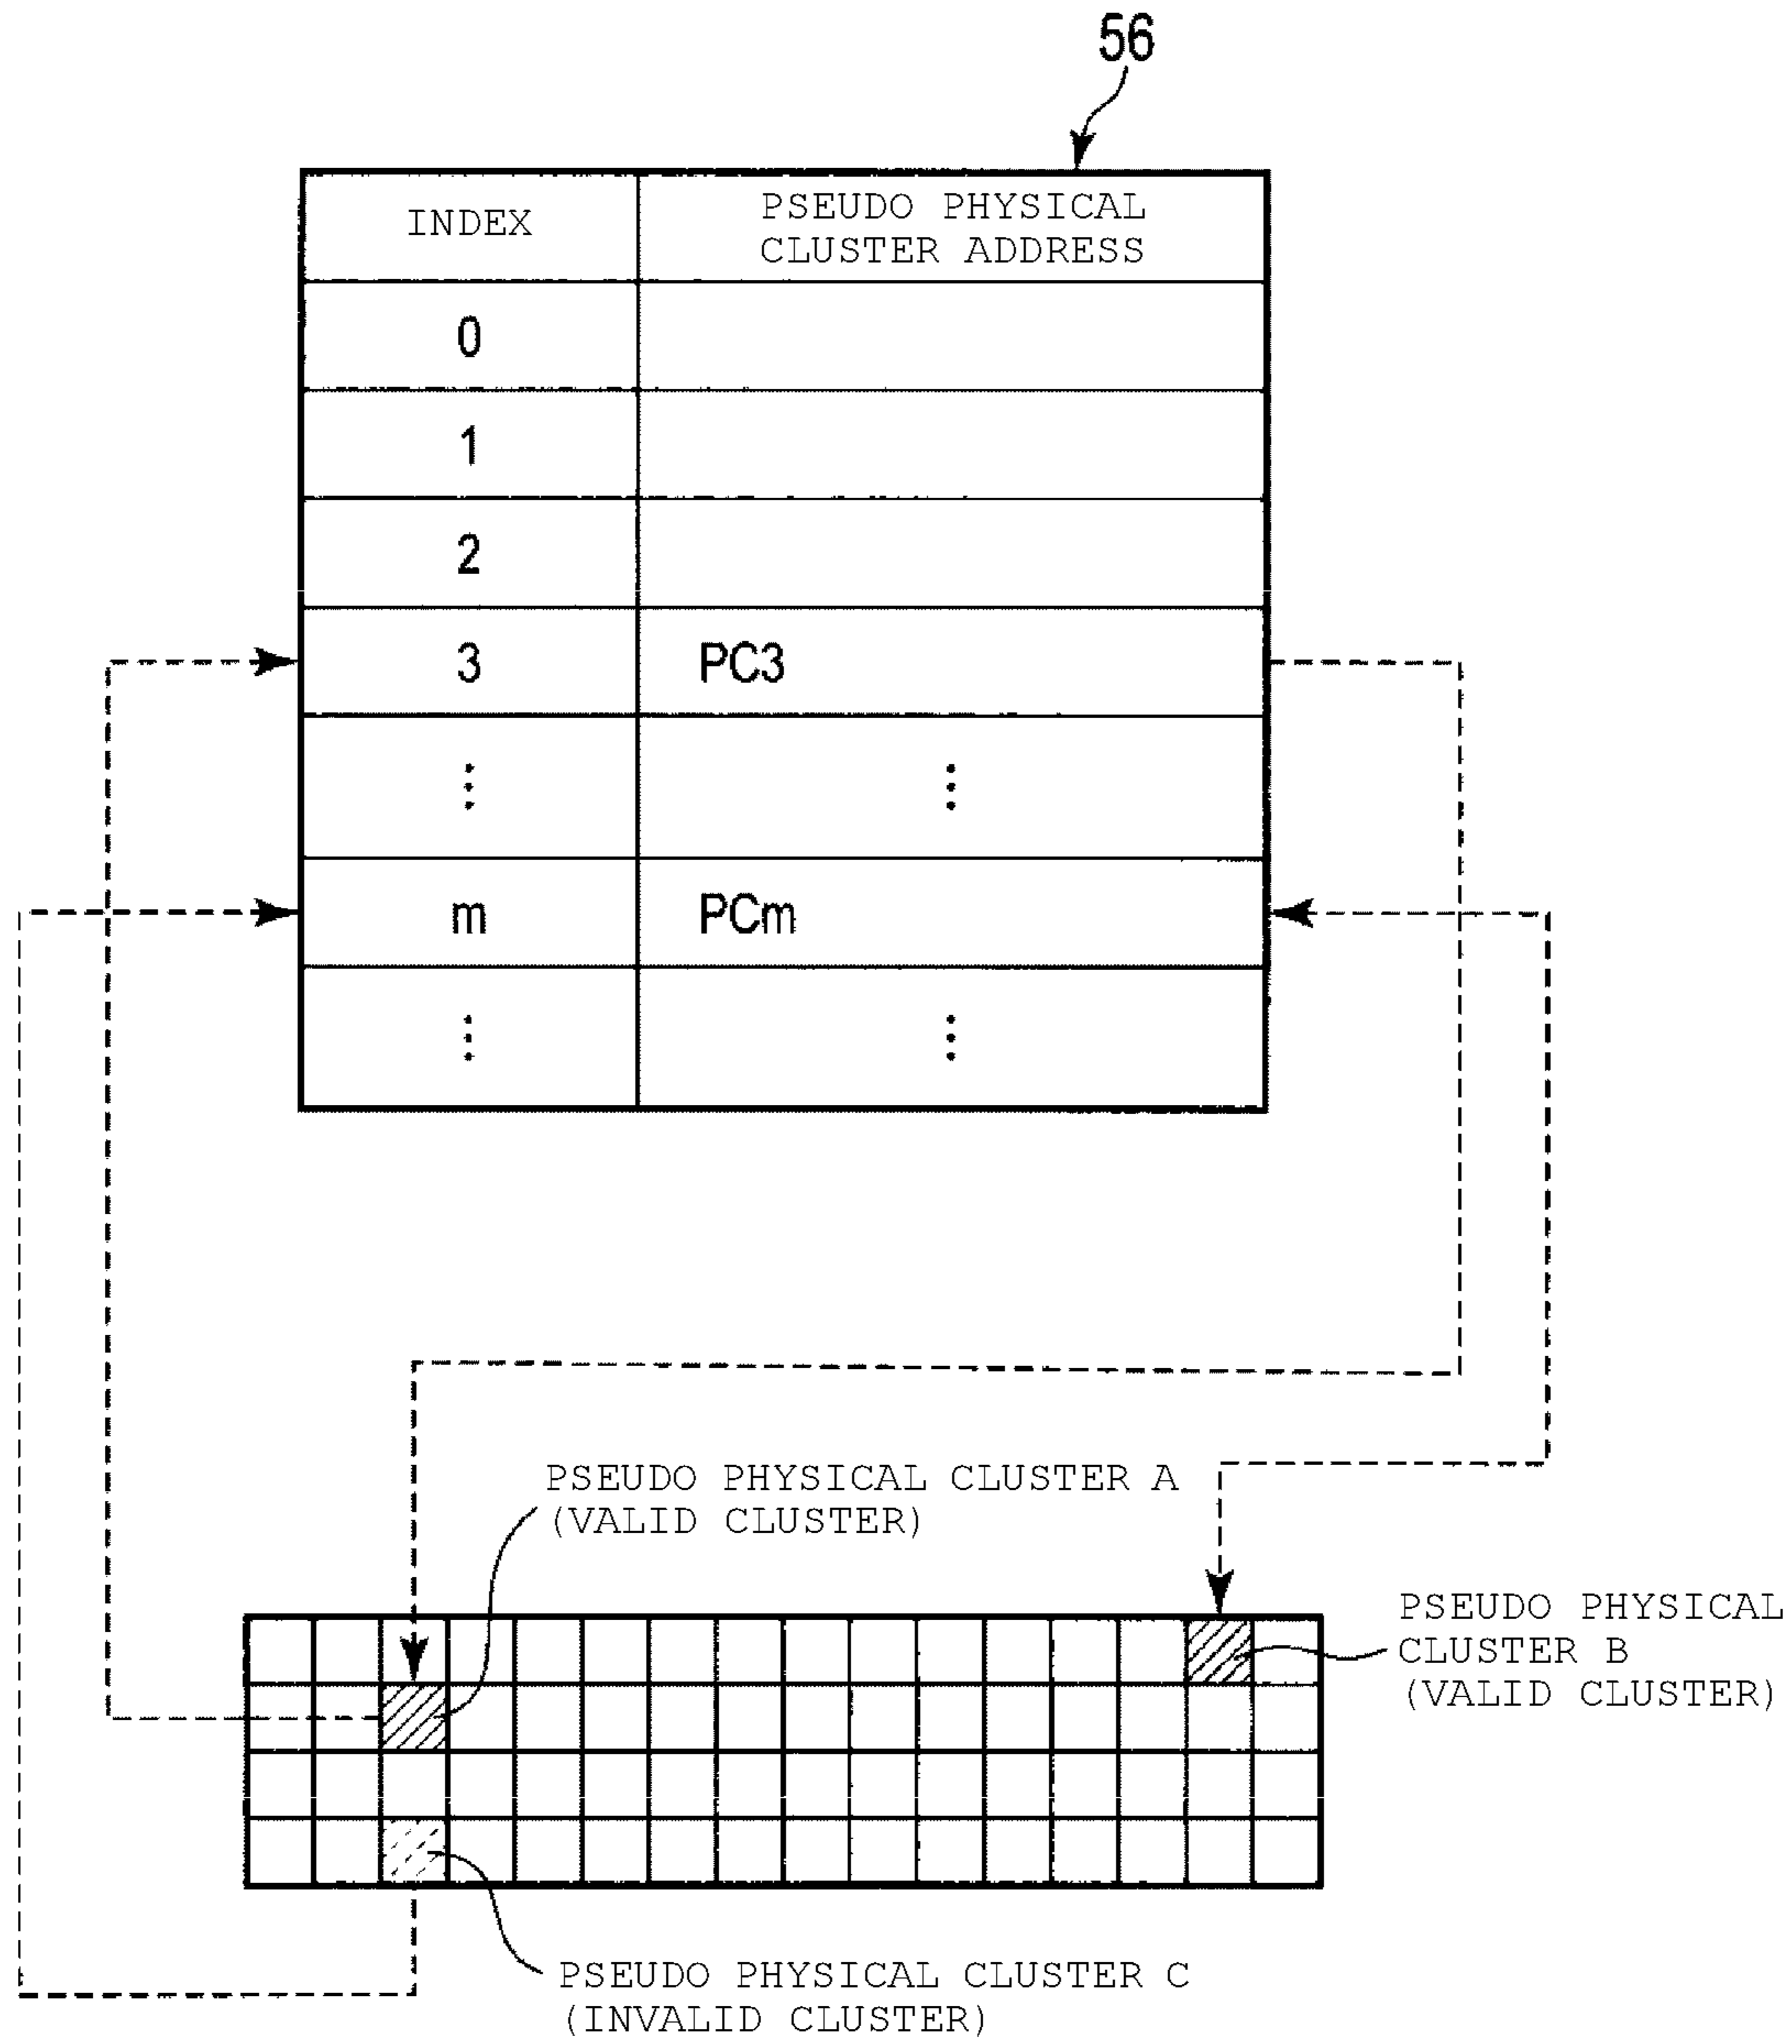 56
INDEX
PSEUDO PHYSICAL
CLUSTER ADDRESS
0
1
2
3 PC3
⋮ ⋮
m PCm
⋮ ⋮
PSEUDO PHYSICAL CLUSTER A
(VALID CLUSTER)
PSEUDO PHYSICAL
CLUSTER B
(VALID CLUSTER)
PSEUDO PHYSICAL CLUSTER C
(INVALID CLUSTER)